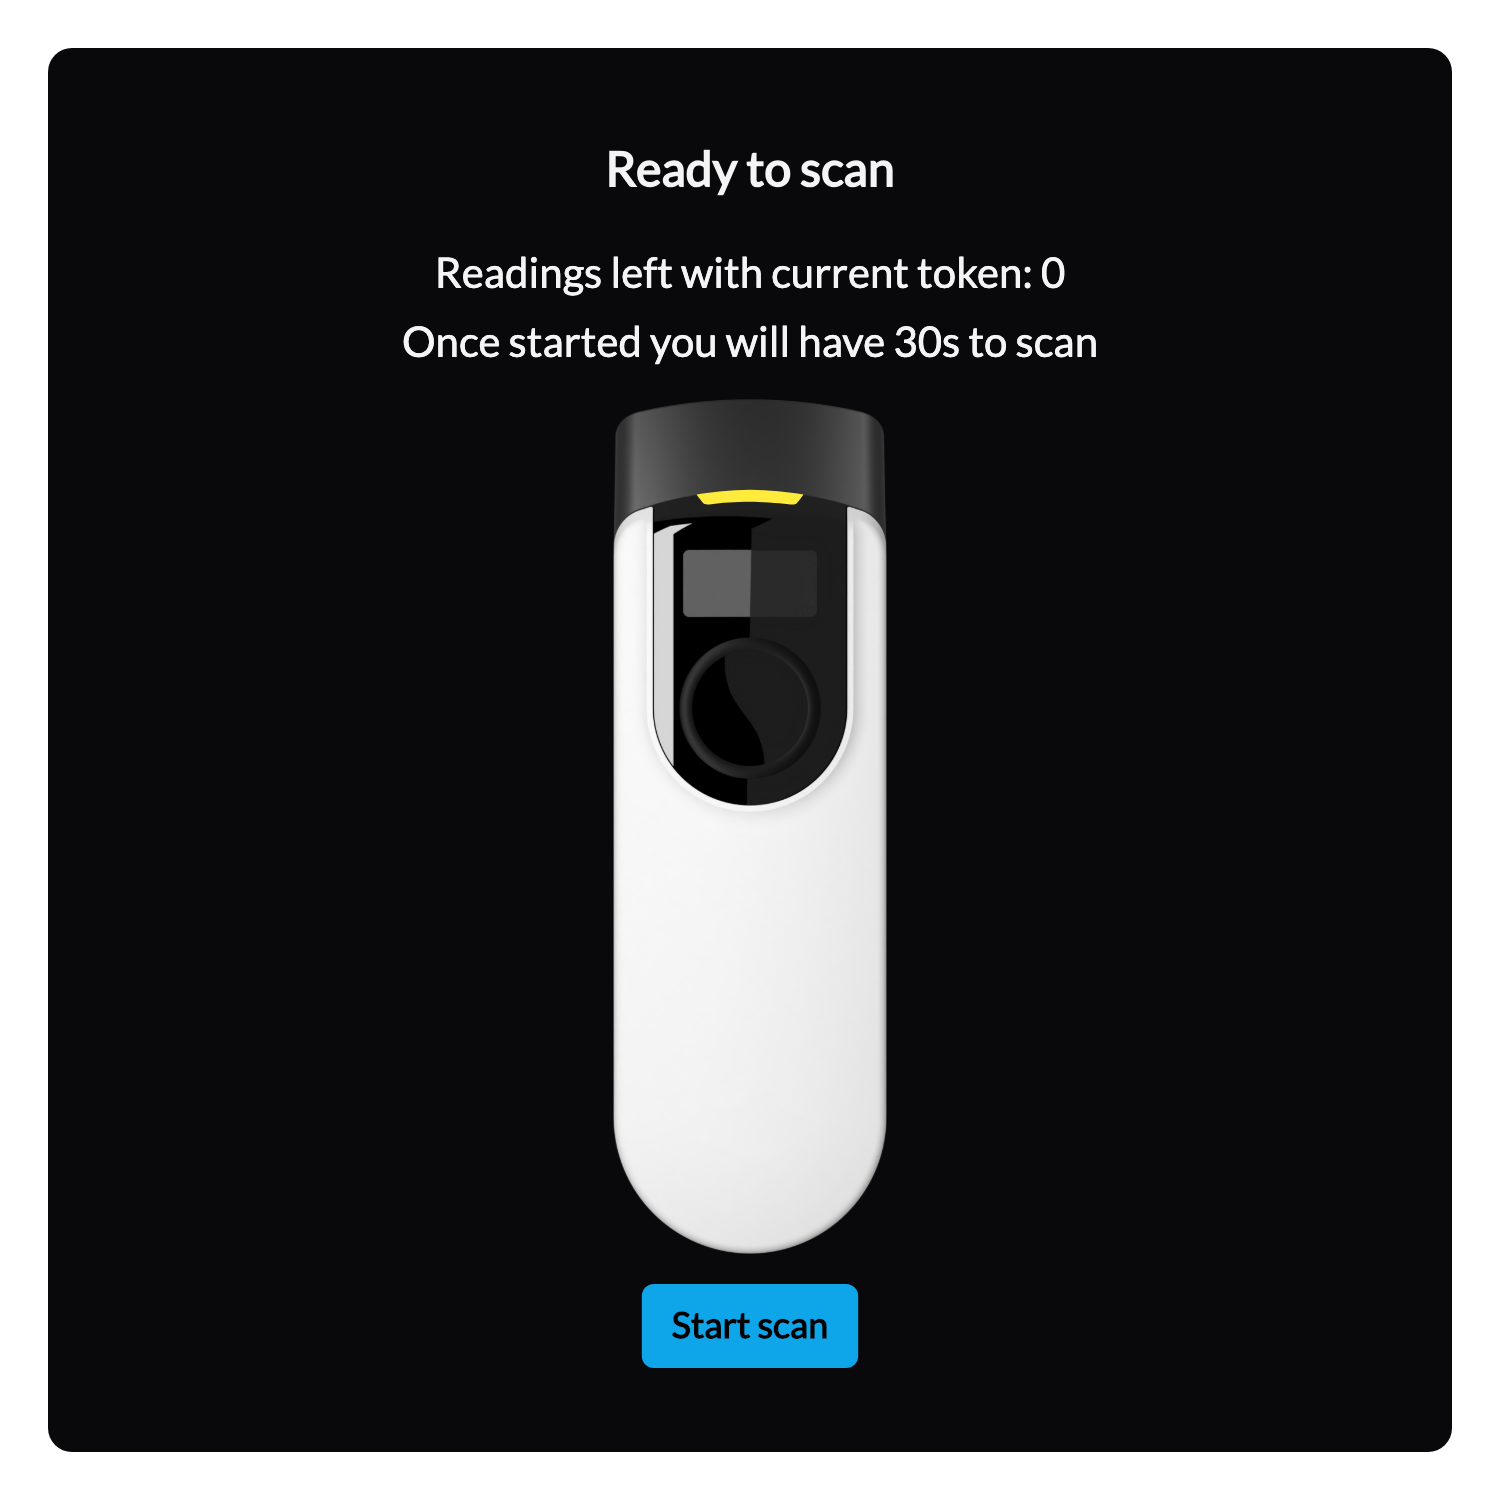 Ready to scan
Readings left with current token: 0
Once started you will have 30s to scan
Start scan